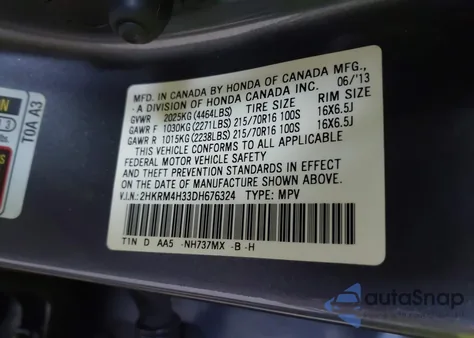 MFD. IN CANADA BY HONDA OF CANADA MFG.,
-A DIVISION OF HONDA CANADA INC. 06/'13
GVWR 2025KG (4464LBS) TIRE SIZE RIM SIZE
GAWR F 1030KG (2271LBS) 215/70R16 100S 16X6.5J
GAWR R 1015KG (2238LBS) 215/70R16 100S 16X6.5J
THIS VEHICLE CONFORMS TO ALL APPLICABLE
FEDERAL MOTOR VEHICLE SAFETY
AND THEFT PREVENTION STANDARDS IN EFFECT
ON THE DATE OF MANUFACTURE SHOWN ABOVE.
V.I.N.: 2HKRM4H33DH676324 TYPE: MPV
T1N D AA5 -NH737MX -B -H
T0A A3
autoSnap